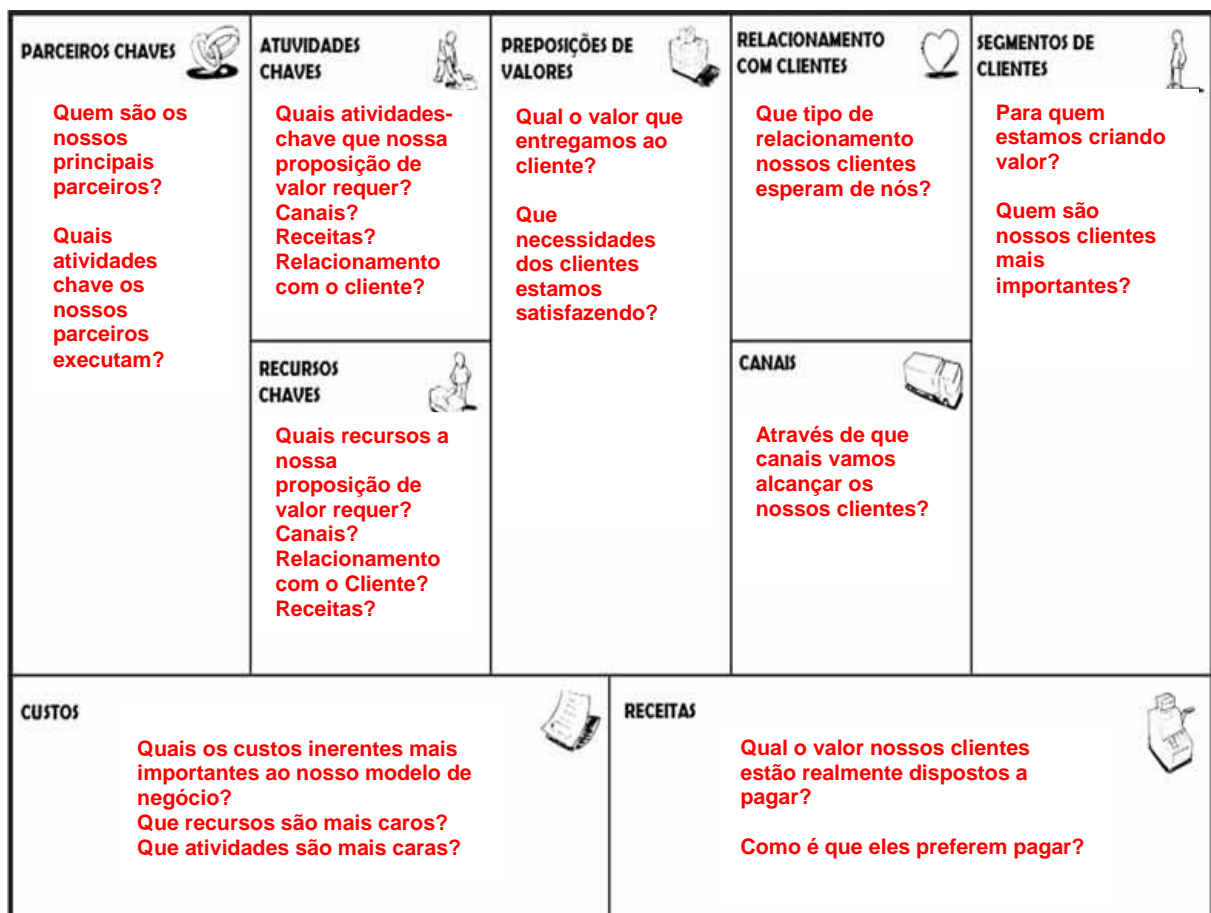 PARCEIROS CHAVES
Quem são os
nossos
principais
parceiros?
Quais
atividades
chave os
nossos
parceiros
executam?
ATUVIDADES
CHAVES
Quais atividades-
chave que nossa
proposição de
valor requer?
Canais?
Receitas?
Relacionamento
com o cliente?
RECURSOS
CHAVES
Quais recursos a
nossa
proposição de
valor requer?
Canais?
Relacionamento
com o Cliente?
Receitas?
PREPOSIÇÕES DE
VALORES
Qual o valor que
entregamos ao
cliente?
Que
necessidades
dos clientes
estamos
satisfazendo?
RELACIONAMENTO
COM CLIENTES
Que tipo de
relacionamento
nossos clientes
esperam de nós?
CANAIS
Através de que
canais vamos
alcançar os
nossos clientes?
SEGMENTOS DE
CLIENTES
Para quem
estamos criando
valor?
Quem são
nossos clientes
mais
importantes?
CUSTOS
Quais os custos inerentes mais
importantes ao nosso modelo de
negócio?
Que recursos são mais caros?
Que atividades são mais caras?
RECEITAS
Qual o valor nossos clientes
estão realmente dispostos a
pagar?
Como é que eles preferem pagar?